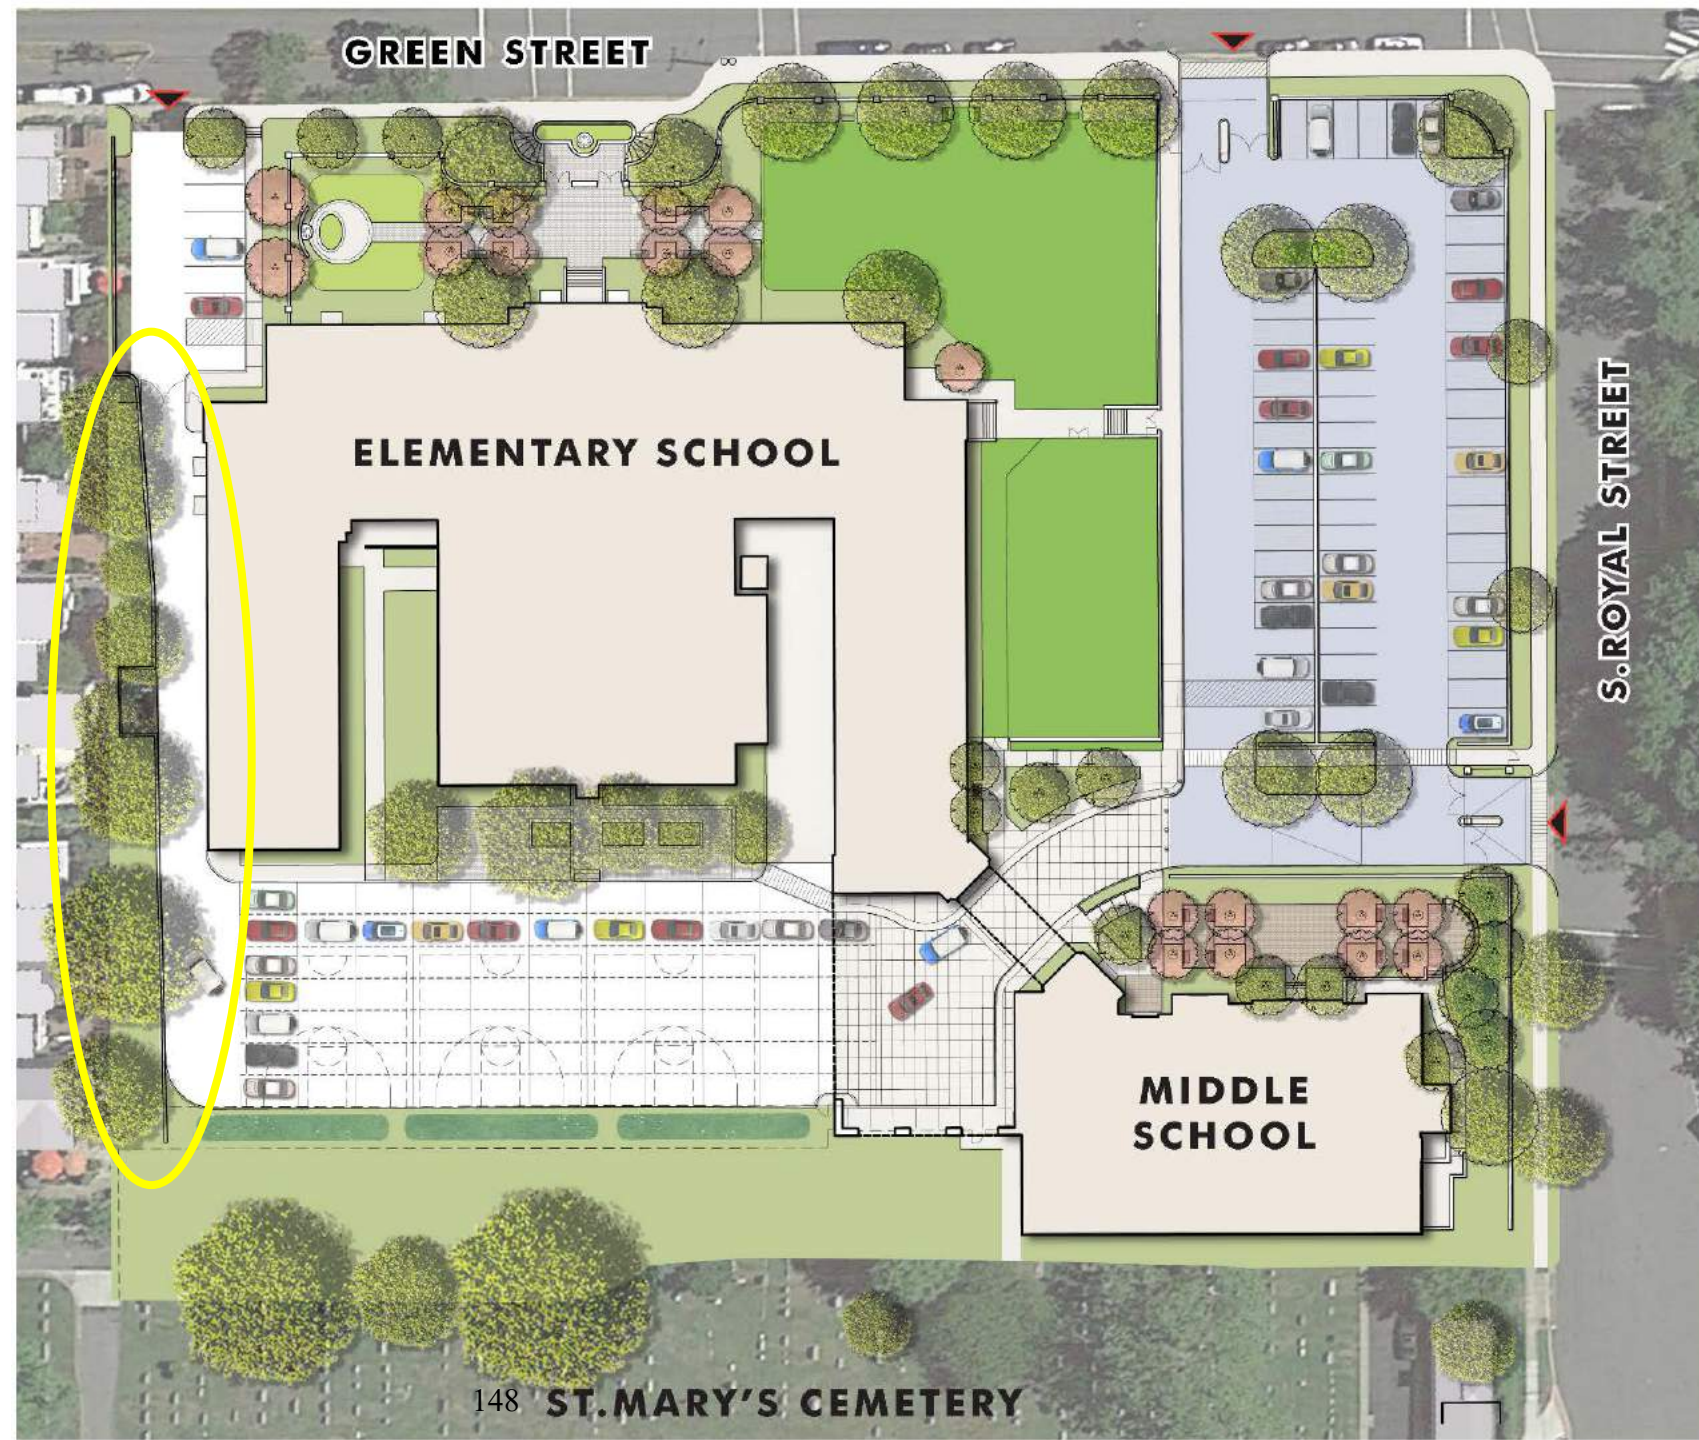 GREEN STREET
ELEMENTARY SCHOOL
S. ROYAL STREET
MIDDLE
SCHOOL
148 ST. MARY'S CEMETERY